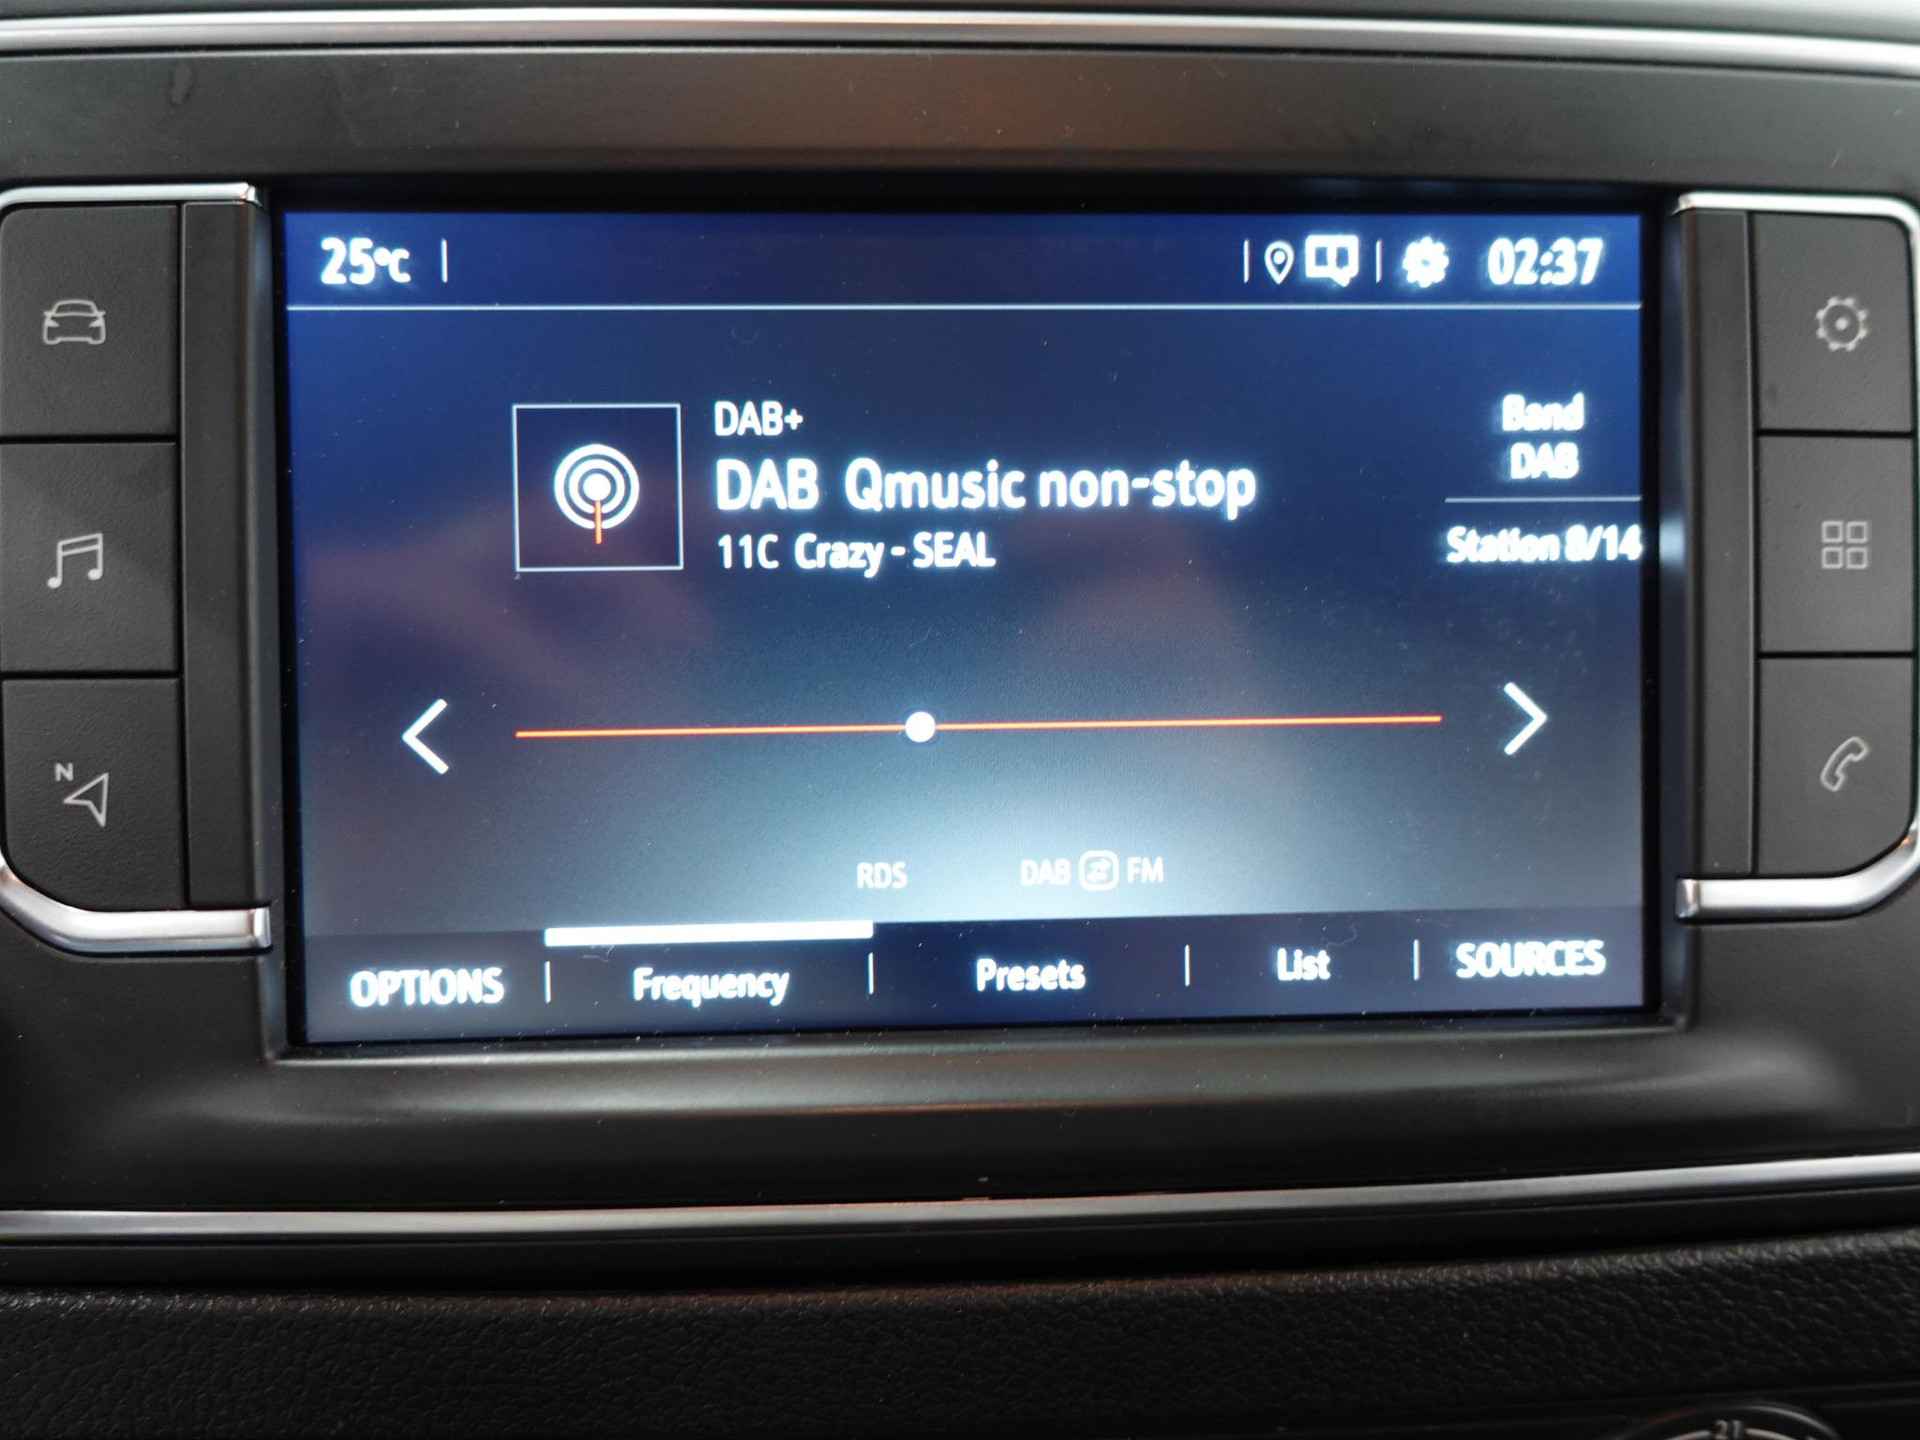 25°C 02:37
DAB+
DAB Qmusic non-stop
11C Crazy - SEAL
Band
DAB
Station 8/14
N
RDS DAB FM
OPTIONS Frequency Presets List SOURCES
21